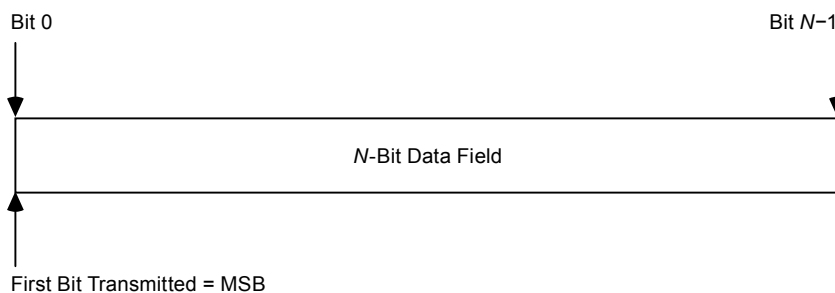 Bit 0
Bit N−1
N-Bit Data Field
First Bit Transmitted = MSB